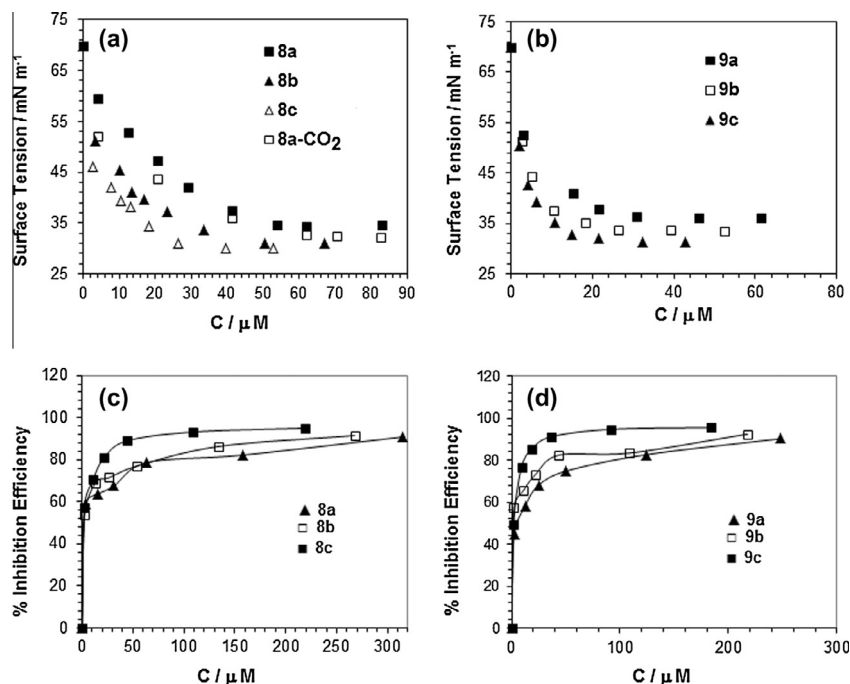 (a)
Surface Tension / mN m-1
75
65
55
45
35
25
8a
8b
8c
8a-CO2
0 10 20 30 40 50 60 70 80 90
C / μM
(b)
Surface Tension / mN m-1
75
65
55
45
35
25
9a
9b
9c
0 20 40 60 80
C / μM
(c)
% Inhibition Efficiency
120
100
80
60
40
20
0
8a
8b
8c
0 50 100 150 200 250 300
C / μM
(d)
% Inhibition Efficiency
120
100
80
60
40
20
0
9a
9b
9c
0 100 200 300
C / μM